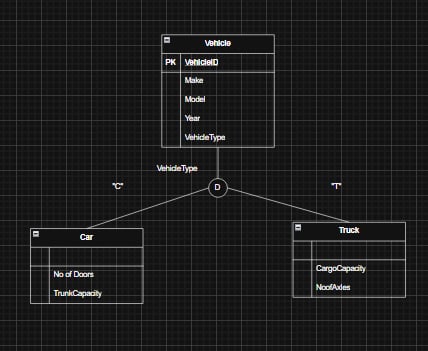 Vehicle
PK VehicleID
Make
Model
Year
VehicleType
VehicleType
D
"C"
"T"
Car
No of Doors
TrunkCapacity
Truck
CargoCapacity
NoofAxles